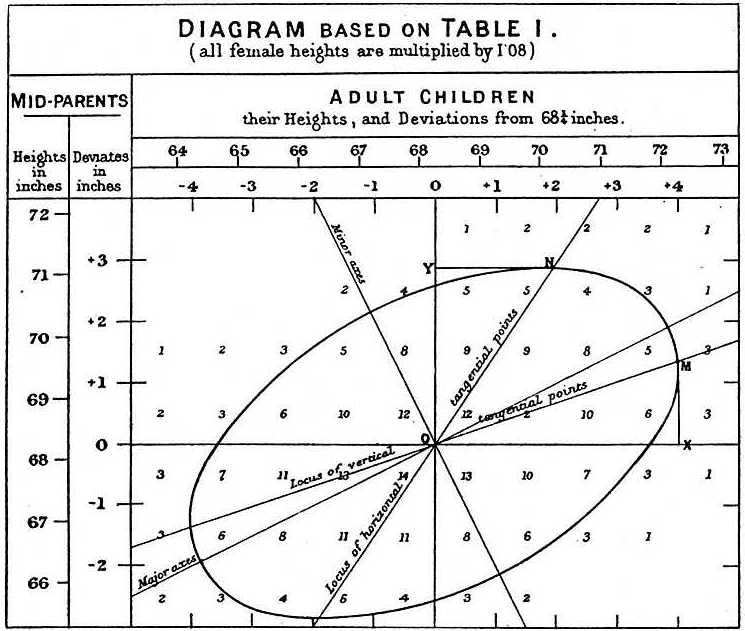 DIAGRAM BASED ON TABLE I.
(all female heights are multiplied by 1'08)
MID-PARENTS
ADULT CHILDREN
their Heights, and Deviations from 68¼ inches.
Heights in inches
Deviates in inches
64 65 66 67 68 69 70 71 72 73
-4 -3 -2 -1 0 +1 +2 +3 +4
72
1 2 2 2 1
Minor axes
+3
Y N
71
2 4 5 5 4 3 1
+2
tangential points
70
1 2 3 5 8 9 9 8 5 3
M
+1
69
tangential points
0 2 3 6 10 12 12 2 10 6 3
O X
68
Locus of vertical
3 7 11 13 14 13 10 7 3 1
-1
Locus of horizontal
67
3 6 8 11 11 8 6 3 1
-2
Major axes
66
2 3 4 5 4 3 2